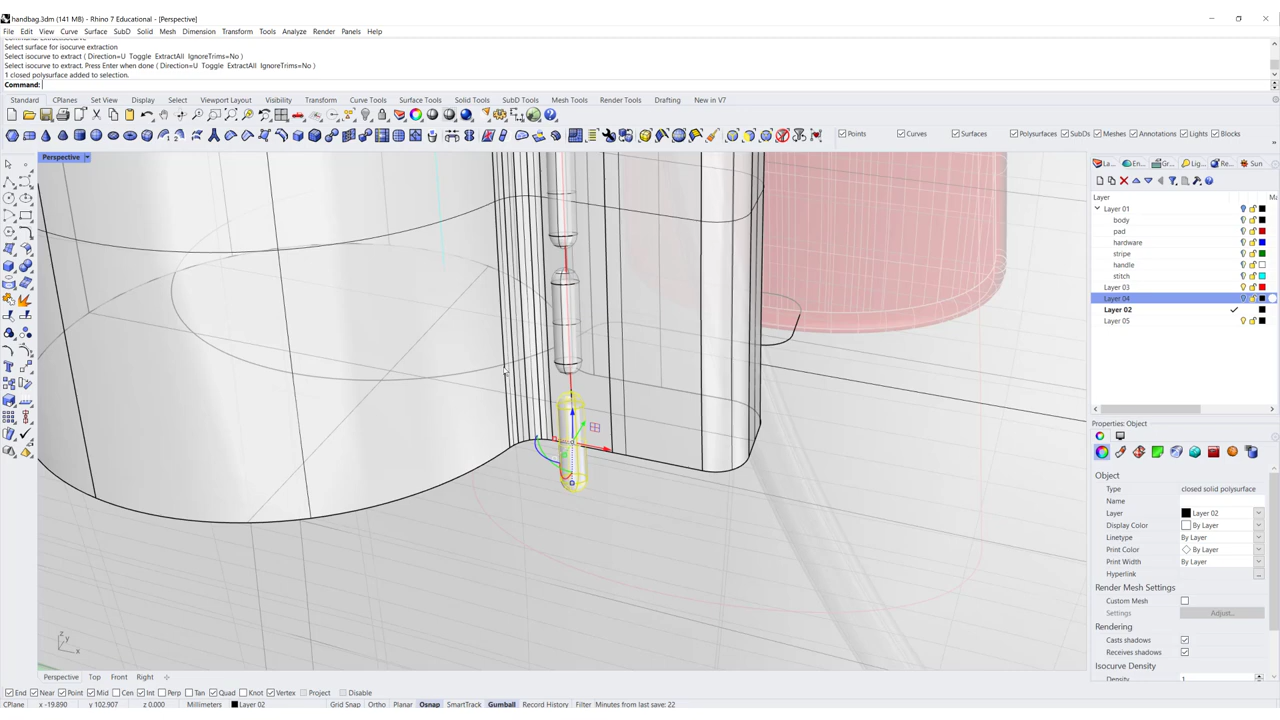 handbag.3dm (141 MB) - Rhino 7 Educational - [Perspective]
File Edit View Curve Surface Solid Mesh Dimension Transform Tools Analyze Render Panels Help
Select surface for isocurve extraction
Select isocurve to extract ( Direction=U Toggle ExtractAll IgnoreTrims=No )
Select isocurve to extract. Press Enter when done ( Direction=U Toggle ExtractAll IgnoreTrims=No )
1 closed polysurface added to selection.
Command:
Standard CPlanes Set View Display Select Viewport Layout Visibility Transform Curve Tools Surface Tools Solid Tools SubD Tools Mesh Tools Render Tools Drafting New in V7
Points Curves Surfaces Polysurfaces SubDs Meshes Annotations Lights Blocks
Perspective
La... En... Gr... Lig... Re... Sun
Layer
Layer 01
body
pad
hardware
stripe
handle
stitch
Layer 03
Layer 04
Layer 02
Layer 05
Properties: Object
Object
Type closed solid polysurface
Name
Layer Layer 02
Display Color By Layer
Linetype By Layer
Print Color By Layer
Print Width By Layer
Hyperlink ...
Render Mesh Settings
Custom Mesh
Settings Adjust...
Rendering
Casts shadows
Receives shadows
Isocurve Density
Density 1
z
y
x
Perspective Top Front Right
End Near Point Mid Cen Int Perp Tan Quad Knot Vertex Project Disable
CPlane x -19.890 y 102.907 z 0.000 Millimeters Layer 02 Grid Snap Ortho Planar Osnap SmartTrack Gumball Record History Filter Minutes from last save: 22